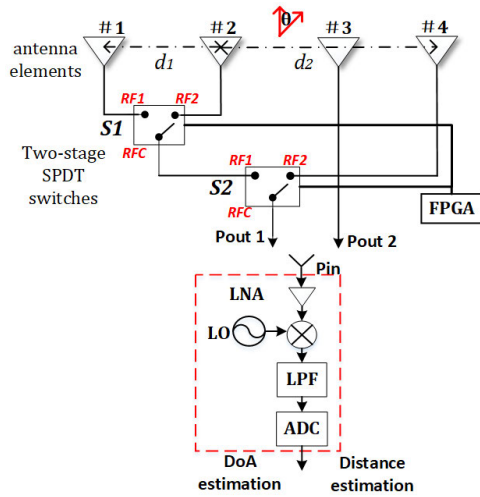 #1 #2 θ #3 #4
antenna
elements
d1 d2
RF1 RF2
S1
RFC
Two-stage
SPDT
switches
RF1 RF2
S2
RFC
FPGA
Pout 1 Pout 2
Pin
LNA
LO
LPF
ADC
DoA
estimation
Distance
estimation